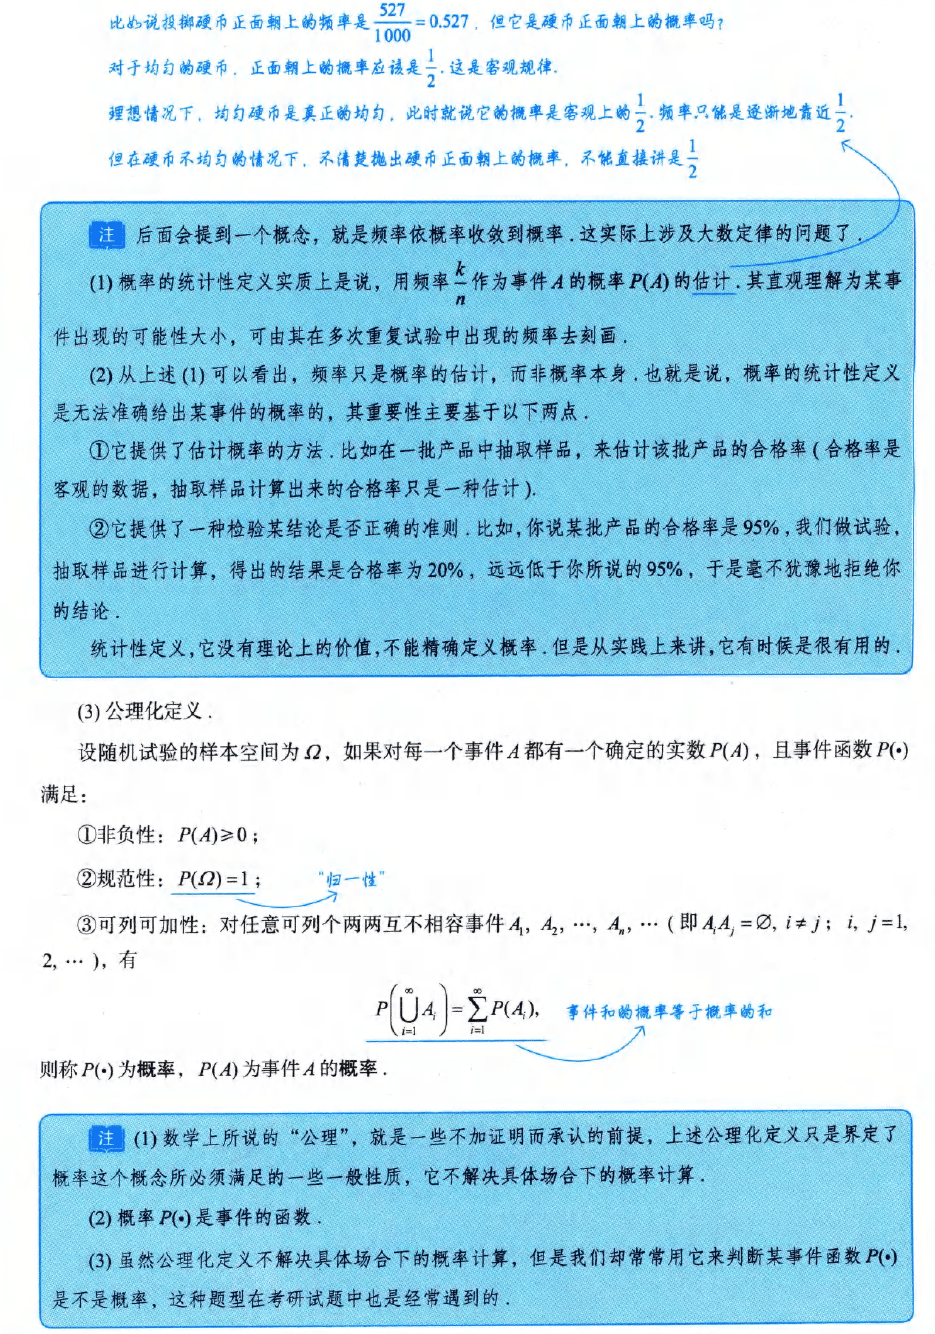 比如说投掷硬币正面朝上的频率是 527/1000 = 0.527，但它是硬币正面朝上的概率吗?
对于均匀的硬币，正面朝上的概率应该是 1/2 .这是客观规律.
理想情况下，均匀硬币是真正的均匀，此时就说它的概率是客观上的 1/2 .频率只能是逐渐地靠近 1/2 .
但在硬币不均匀的情况下，不清楚抛出硬币正面朝上的概率，不能直接讲是 1/2
注 后面会提到一个概念，就是频率依概率收敛到概率.这实际上涉及大数定律的问题了.
(1) 概率的统计性定义实质上是说，用频率 k/n 作为事件 A 的概率 P(A) 的估计.其直观理解为某事
件出现的可能性大小，可由其在多次重复试验中出现的频率去刻画.
(2) 从上述 (1) 可以看出，频率只是概率的估计，而非概率本身.也就是说，概率的统计性定义
是无法准确给出某事件的概率的，其重要性主要基于以下两点.
①它提供了估计概率的方法.比如在一批产品中抽取样品，来估计该批产品的合格率 ( 合格率是
客观的数据，抽取样品计算出来的合格率只是一种估计 ).
②它提供了一种检验某结论是否正确的准则.比如,你说某批产品的合格率是 95%,我们做试验,
抽取样品进行计算，得出的结果是合格率为 20%，远远低于你所说的 95%，于是毫不犹豫地拒绝你
的结论.
统计性定义,它没有理论上的价值,不能精确定义概率.但是从实践上来讲,它有时候是很有用的.
(3) 公理化定义.
设随机试验的样本空间为 Ω，如果对每一个事件 A 都有一个确定的实数 P(A)，且事件函数 P(·)
满足：
①非负性：P(A)≥0；
②规范性：P(Ω)=1； “归一性”
③可列可加性：对任意可列个两两互不相容事件 A₁, A₂, …, Aₙ, … ( 即 AᵢAⱼ =∅, i ≠ j； i, j=1,
2, … )，有
P(⋃_{i=1}^{∞} Aᵢ) = ∑_{i=1}^{∞} P(Aᵢ), 事件和的概率等于概率的和
则称 P(·) 为概率，P(A) 为事件 A 的概率.
注 (1) 数学上所说的“公理”，就是一些不加证明而承认的前提，上述公理化定义只是界定了
概率这个概念所必须满足的一些一般性质，它不解决具体场合下的概率计算.
(2) 概率 P(·) 是事件的函数.
(3) 虽然公理化定义不解决具体场合下的概率计算，但是我们却常常用它来判断某事件函数 P(·)
是不是概率，这种题型在考研试题中也是经常遇到的.